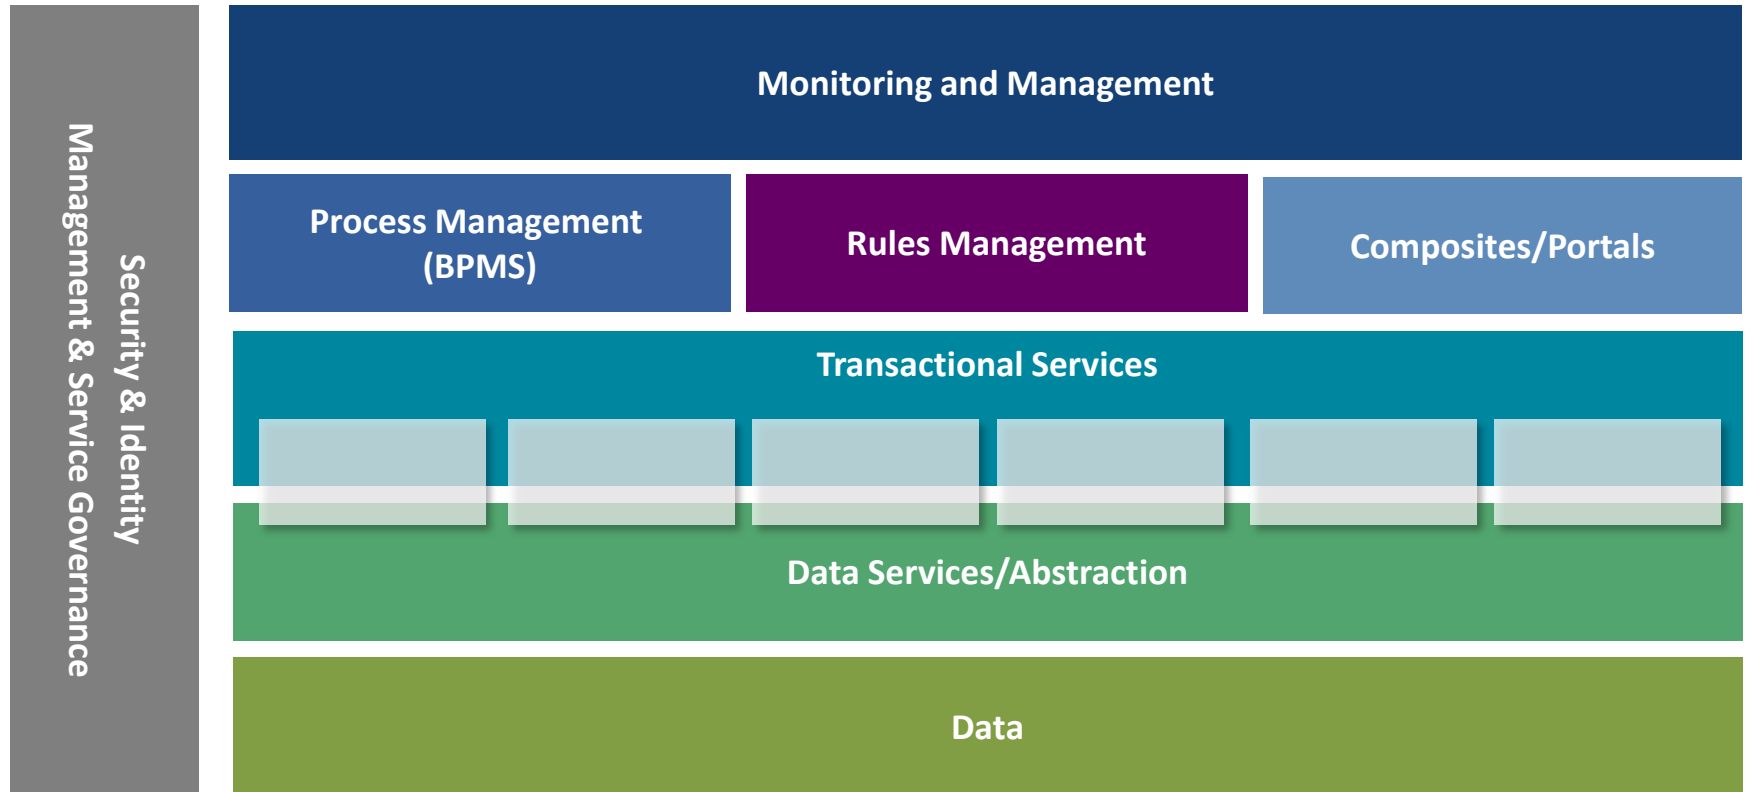 Security & Identity
Management & Service Governance
Monitoring and Management
Process Management
(BPMS)
Rules Management
Composites/Portals
Transactional Services
Data Services/Abstraction
Data